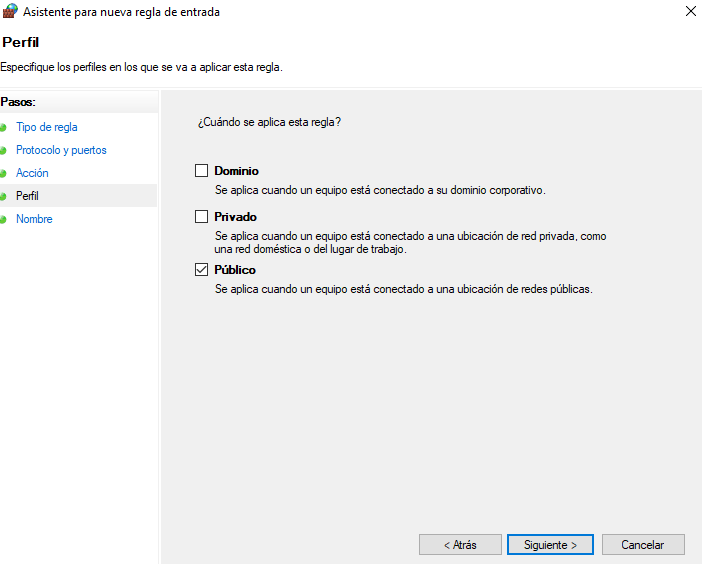 Asistente para nueva regla de entrada
Perfil
Especifique los perfiles en los que se va a aplicar esta regla.
Pasos:
Tipo de regla
Protocolo y puertos
Acción
Perfil
Nombre
¿Cuándo se aplica esta regla?
Dominio
Se aplica cuando un equipo está conectado a su dominio corporativo.
Privado
Se aplica cuando un equipo está conectado a una ubicación de red privada, como
una red doméstica o del lugar de trabajo.
Público
Se aplica cuando un equipo está conectado a una ubicación de redes públicas.
< Atrás
Siguiente >
Cancelar